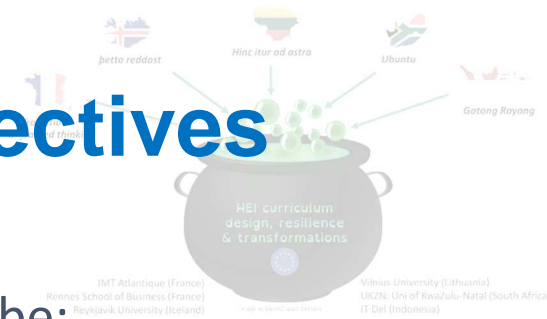 þetta reddast
Hinc itur ad astra
Ubuntu
Gotong Royong
ectives
HEI curriculum
design, resilience
& transformations
IMT Atlantique (France)
Rennes School of Business (France)
Reykjavik University (Iceland)
Vilnius University (Lithuania)
UKZN: Uni of KwaZulu-Natal (South Africa
IT Del (Indonesia)
be: